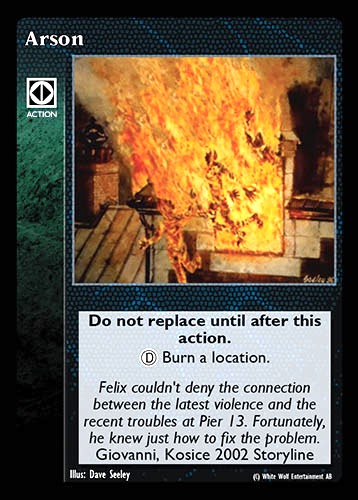 Arson
ACTION
Seeley 95
Do not replace until after this
action.
Ⓓ Burn a location.
Felix couldn't deny the connection
between the latest violence and the
recent troubles at Pier 13. Fortunately,
he knew just how to fix the problem.
Giovanni, Kosice 2002 Storyline
Illus: Dave Seeley
(C) White Wolf Entertainment AB